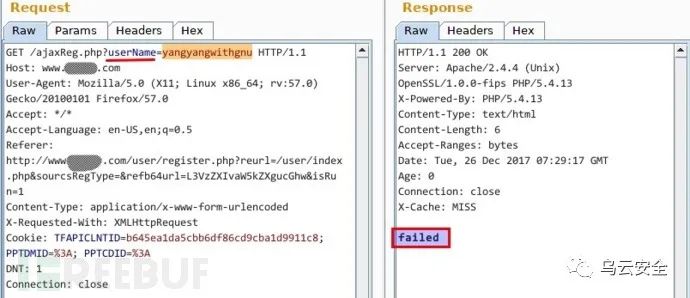 Request
Raw Params Headers Hex
GET /ajaxReg.php?userName=yangyangwithgnu HTTP/1.1
Host: www. .com
User-Agent: Mozilla/5.0 (X11; Linux x86_64; rv:57.0)
Gecko/20100101 Firefox/57.0
Accept: */*
Accept-Language: en-US,en;q=0.5
Referer:
http://www .com/user/register.php?reurl=/user/index
.php&sourcsRegType=&refb64url=L3VzZXIvaW5kZXgucGhw&isRu
n=1
Content-Type: application/x-www-form-urlencoded
X-Requested-With: XMLHttpRequest
Cookie: TFAPICLNTID=b645ea1da5cbb6df86cd9cba1d9911c8;
PPTDMID=%3A; PPTCDID=%3A
DNT: 1
Connection: close
REEBUF
Response
Raw Headers Hex
HTTP/1.1 200 OK
Server: Apache/2.4.4 (Unix)
OpenSSL/1.0.0-fips PHP/5.4.13
X-Powered-By: PHP/5.4.13
Content-Type: text/html
Content-Length: 6
Accept-Ranges: bytes
Date: Tue, 26 Dec 2017 07:29:17 GMT
Age: 0
Connection: close
X-Cache: MISS
failed
乌云安全